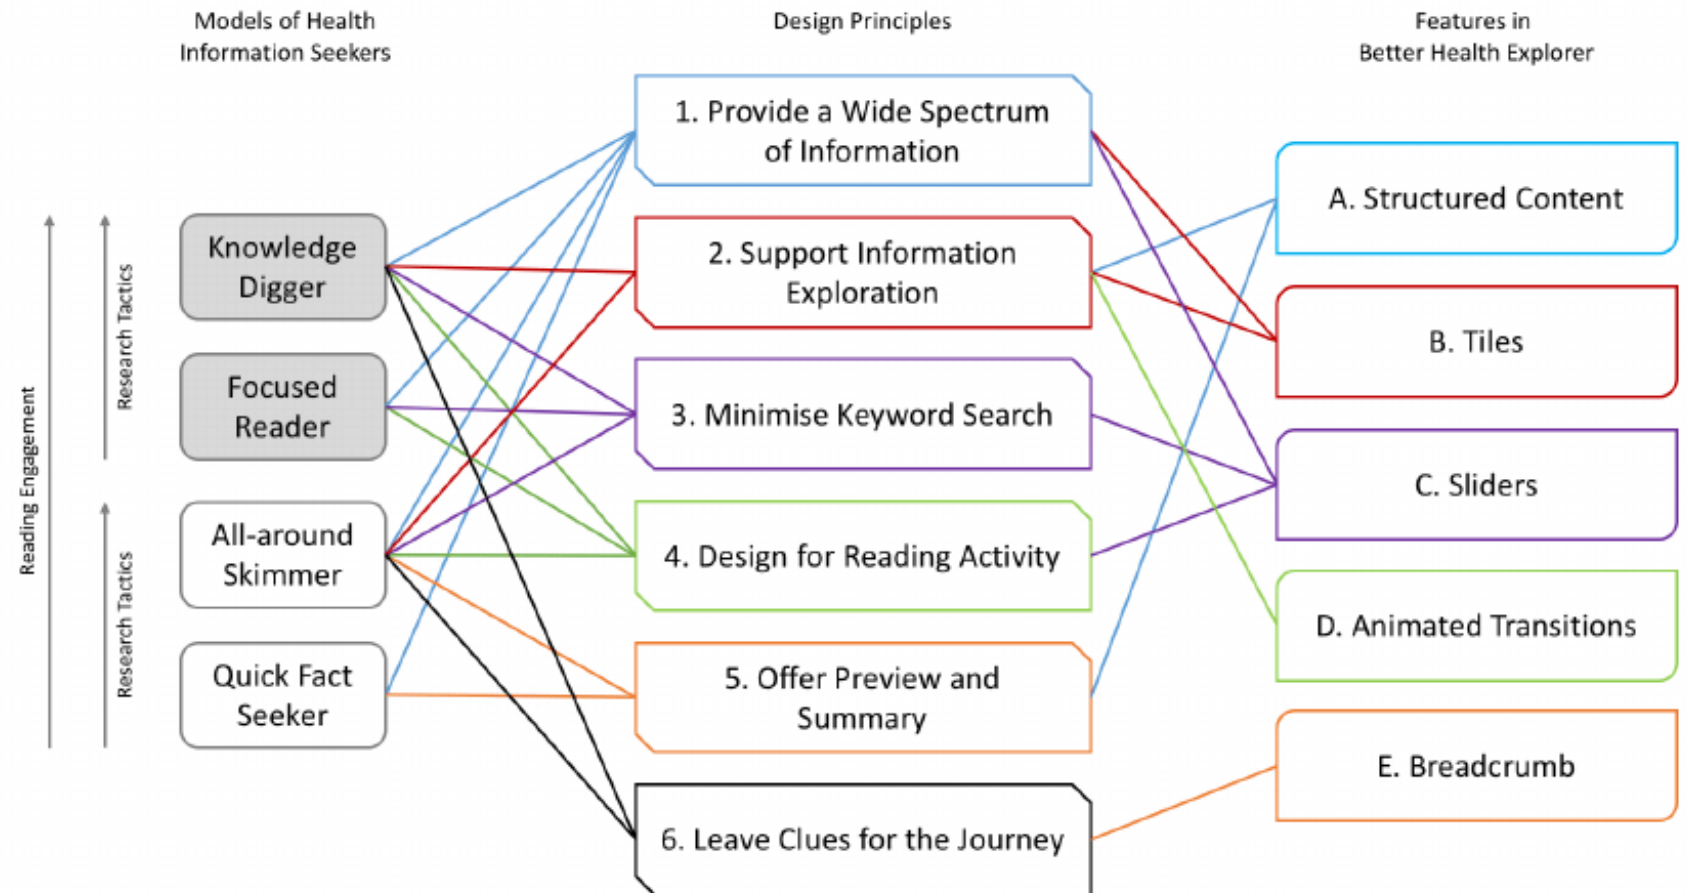 Models of Health
Information Seekers
Design Principles
Features in
Better Health Explorer
Reading Engagement
Research Tactics
Research Tactics
Knowledge
Digger
Focused
Reader
All-around
Skimmer
Quick Fact
Seeker
1. Provide a Wide Spectrum
of Information
2. Support Information
Exploration
3. Minimise Keyword Search
4. Design for Reading Activity
5. Offer Preview and
Summary
6. Leave Clues for the Journey
A. Structured Content
B. Tiles
C. Sliders
D. Animated Transitions
E. Breadcrumb